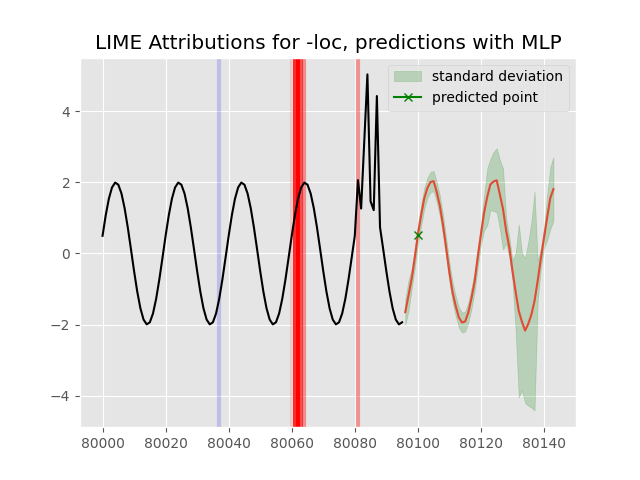 LIME Attributions for -loc, predictions with MLP
standard deviation
predicted point
4
2
0
−2
−4
80000 80020 80040 80060 80080 80100 80120 80140